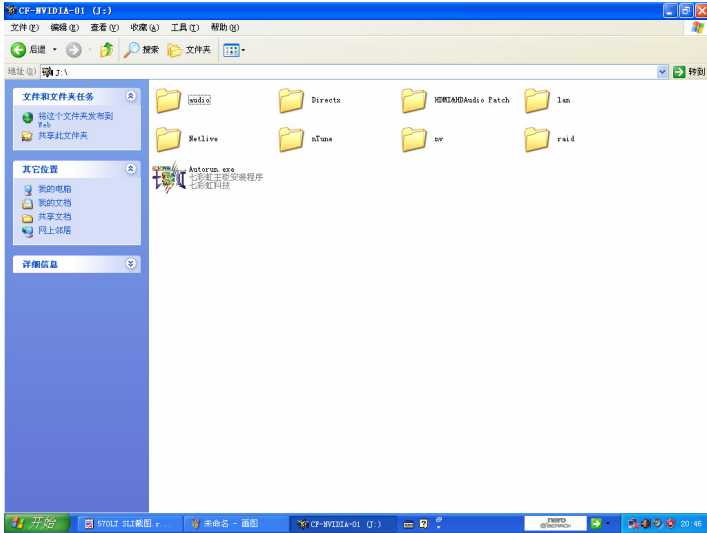 CF-NVIDIA-01 (J:)
文件(F) 编辑(E) 查看(V) 收藏(A) 工具(T) 帮助(H)
后退 搜索 文件夹
地址(D) J:\ 转到
文件和文件夹任务
将这个文件夹发布到
Web
共享此文件夹
其它位置
我的电脑
我的文档
共享文档
网上邻居
详细信息
audio Directx HDMI&HDAudio Patch lan
Netlive nTune nv raid
Autorun.exe
七彩虹主板安装程序
七彩虹科技
七彩虹
开始 570LT SLI截图.r... 未命名 - 画图 CF-NVIDIA-01 (J:) nero SEARCH 20:46